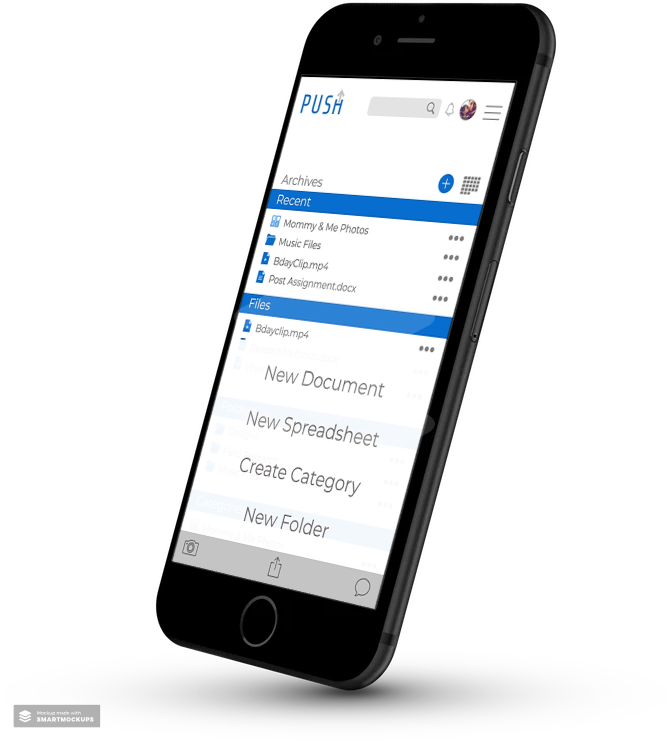 PUSH
Archives
Recent
Mommy & Me Photos
Music Files
BdayClip.mp4
Post Assignment.docx
Files
Bdayclip.mp4
New Document
New Spreadsheet
Create Category
New Folder
Mockup made with
SMARTMOCKUPS